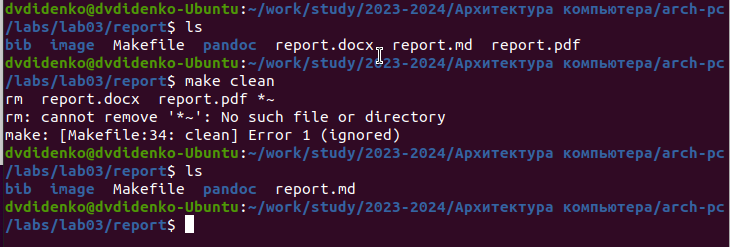 dvdidenko@dvdidenko-Ubuntu:~/work/study/2023-2024/Архитектура компьютера/arch-pc
/labs/lab03/report$ ls
bib  image  Makefile  pandoc  report.docx  report.md  report.pdf
dvdidenko@dvdidenko-Ubuntu:~/work/study/2023-2024/Архитектура компьютера/arch-pc
/labs/lab03/report$ make clean
rm  report.docx  report.pdf *~
rm: cannot remove '*~': No such file or directory
make: [Makefile:34: clean] Error 1 (ignored)
dvdidenko@dvdidenko-Ubuntu:~/work/study/2023-2024/Архитектура компьютера/arch-pc
/labs/lab03/report$ ls
bib  image  Makefile  pandoc  report.md
dvdidenko@dvdidenko-Ubuntu:~/work/study/2023-2024/Архитектура компьютера/arch-pc
/labs/lab03/report$